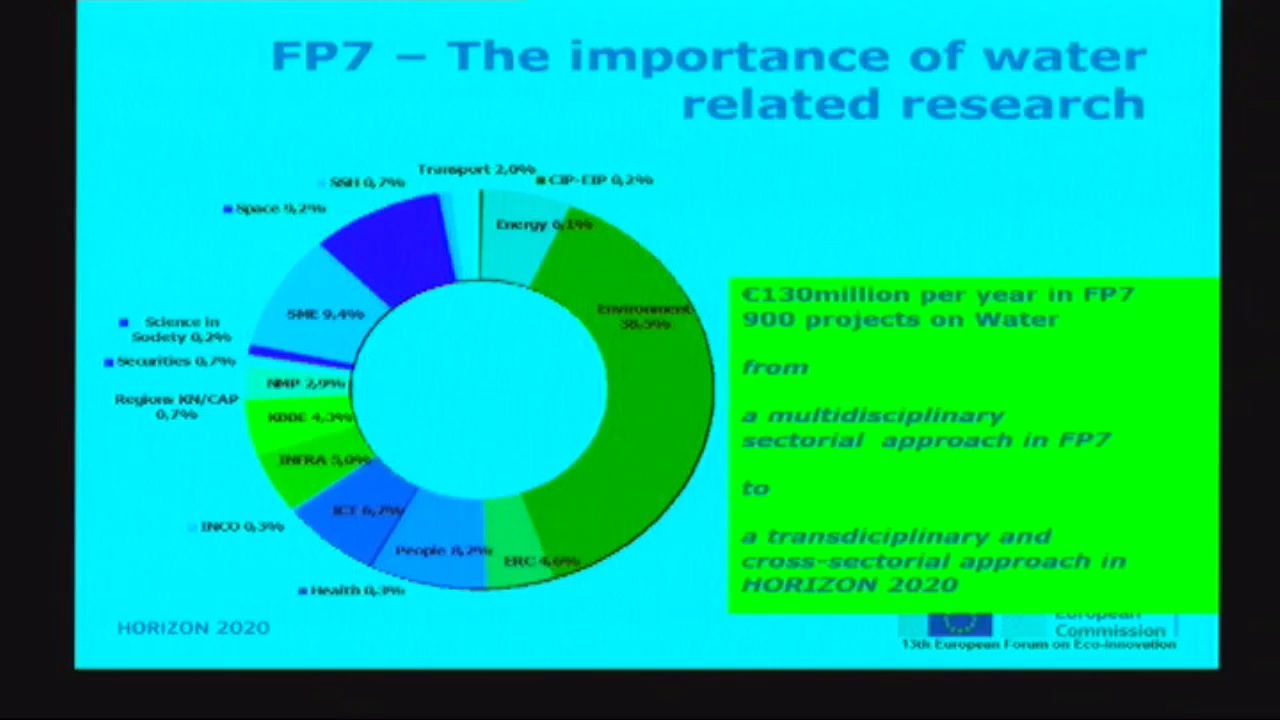 FP7 – The importance of water
related research
Transport 2,0%
CIP-EIP 0,2%
SSH 0,7%
Space 0,2%
Energy 6,1%
Environment
SME 9,4%
Science in
Society 0,2%
Securities 0,7%
NMP 2,9%
Regions KN/CAP
0,7%
KBBE 4,3%
INFRA 5,0%
ICT 6,7%
INCO 0,3%
People 8,2%
ERC 4,6%
Health 0,3%
€130million per year in FP7
900 projects on Water
from
a multidisciplinary
sectorial approach in FP7
to
a transdiciplinary and
cross-sectorial approach in
HORIZON 2020
HORIZON 2020
European
Commission
13th European Forum on Eco-innovation